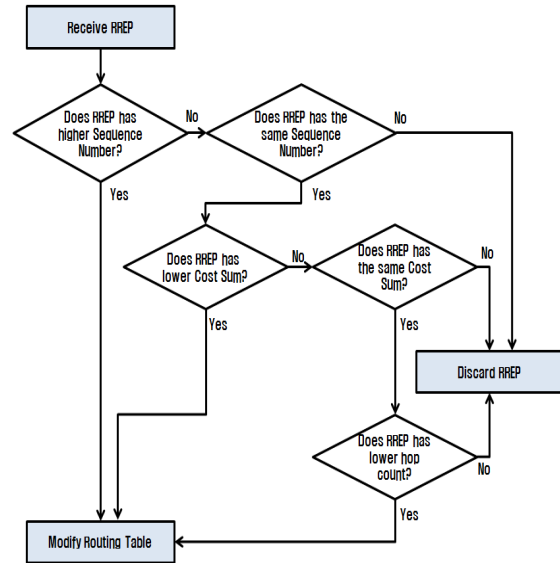 Receive RREP
Does RREP has
higher Sequence
Number?
No
Does RREP has the
same Sequence
Number?
No
Yes
Yes
Does RREP has
lower Cost Sum?
No
Does RREP has
the same Cost
Sum?
No
Yes
Yes
Discard RREP
Does RREP has
lower hop
count?
No
Yes
Modify Routing Table